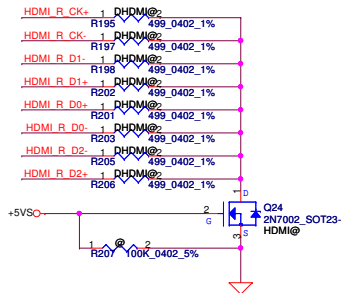 HDMI_R_CK+ 1 DHDMI@ 2
R195 499_0402_1%
HDMI_R_CK- 1 DHDMI@ 2
R197 499_0402_1%
HDMI_R_D1- 1 DHDMI@ 2
R198 499_0402_1%
HDMI_R_D1+ 1 DHDMI@ 2
R202 499_0402_1%
HDMI_R_D0+ 1 DHDMI@ 2
R201 499_0402_1%
HDMI_R_D0- 1 DHDMI@ 2
R203 499_0402_1%
HDMI_R_D2- 1 DHDMI@ 2
R205 499_0402_1%
HDMI_R_D2+ 1 DHDMI@ 2
R206 499_0402_1%
1 D
Q24
+5VS 2 G
2N7002_SOT23-
HDMI@
3 S
1 @ 2
R207 100K_0402_5%